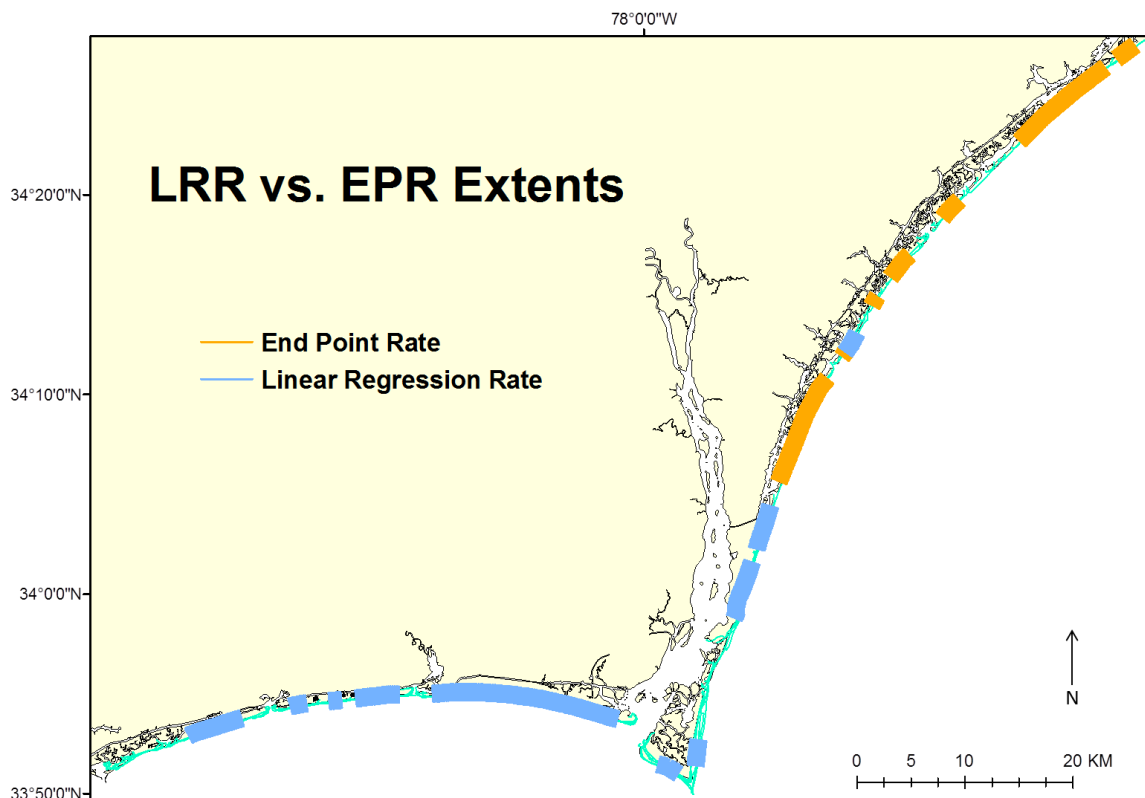 78°0'0"W
34°20'0"N
LRR vs. EPR Extents
End Point Rate
Linear Regression Rate
34°10'0"N
34°0'0"N
N
0 5 10 20 KM
33°50'0"N